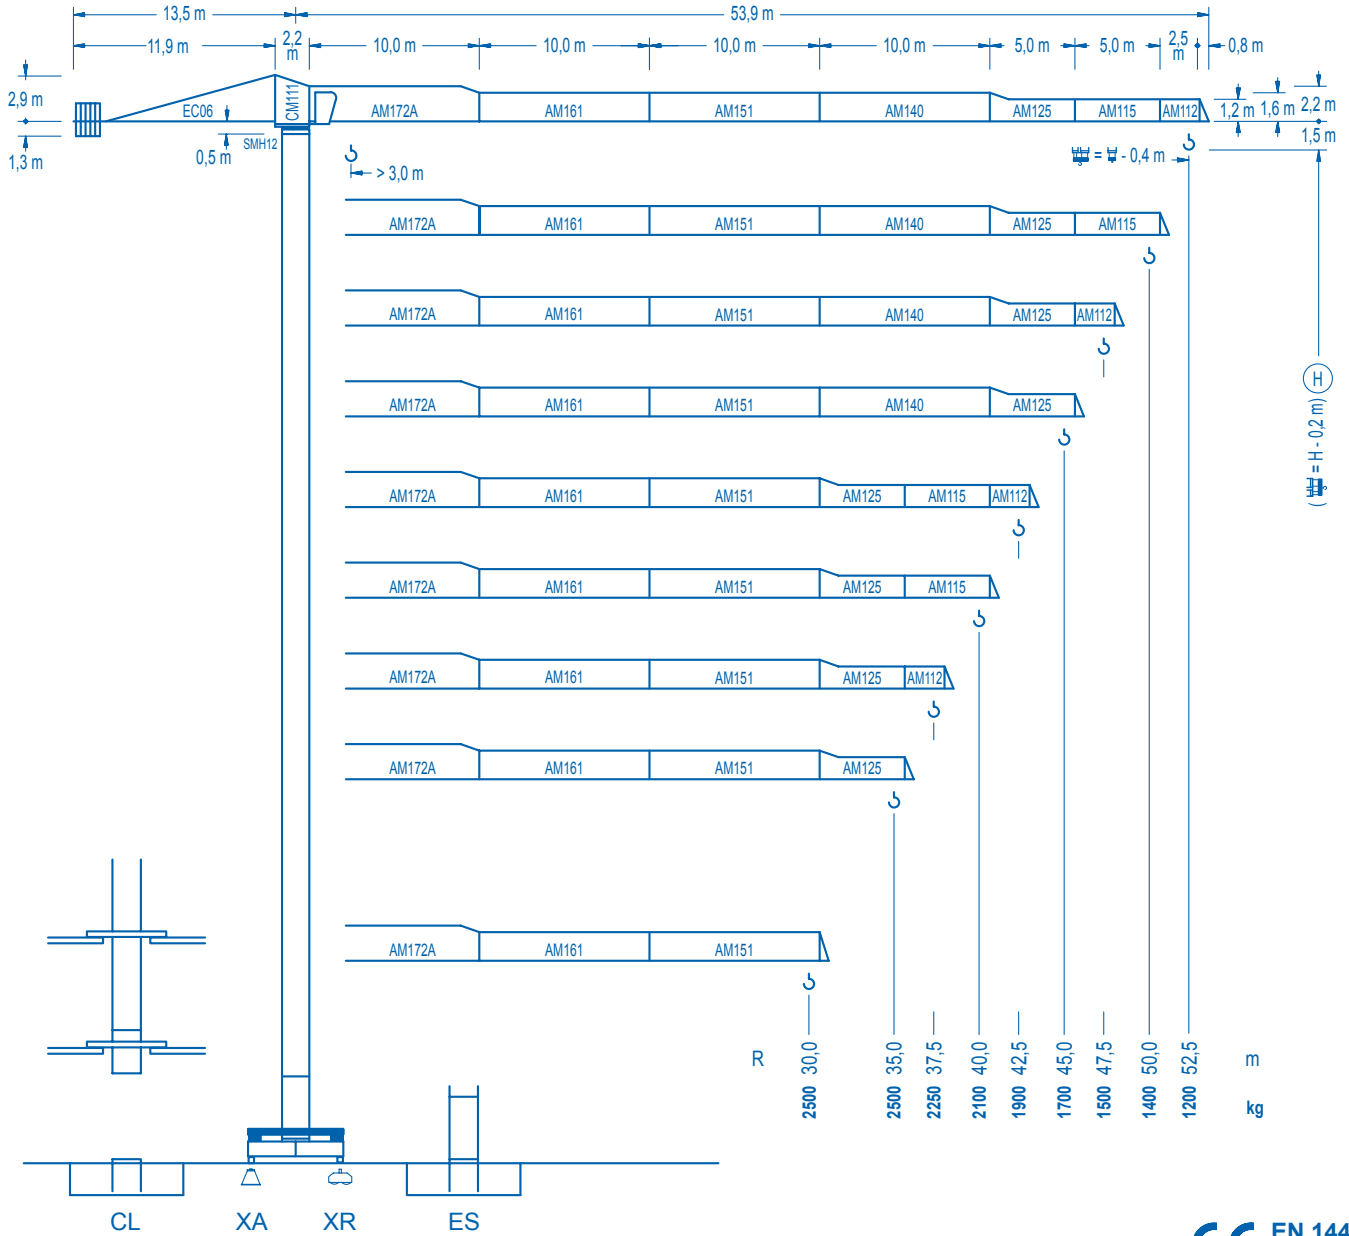 13,5 m 53,9 m
11,9 m 2,2 m 10,0 m 10,0 m 10,0 m 10,0 m 5,0 m 5,0 m 2,5 m 0,8 m
2,9 m EC06 CM111 AM172A AM161 AM151 AM140 AM125 AM115 AM112 1,2 m 1,6 m 2,2 m
1,3 m 0,5 m SMH12 1,5 m
> 3,0 m = - 0,4 m
AM172A AM161 AM151 AM140 AM125 AM115
AM172A AM161 AM151 AM140 AM125 AM112
H
( = H - 0,2 m)
AM172A AM161 AM151 AM140 AM125
AM172A AM161 AM151 AM125 AM115 AM112
AM172A AM161 AM151 AM125 AM115
AM172A AM161 AM151 AM125 AM112
AM172A AM161 AM151 AM125
AM172A AM161 AM151
R 30,0 35,0 37,5 40,0 42,5 45,0 47,5 50,0 52,5 m
2500 2500 2250 2100 1900 1700 1500 1400 1200 kg
CL XA XR ES
CE EN 144